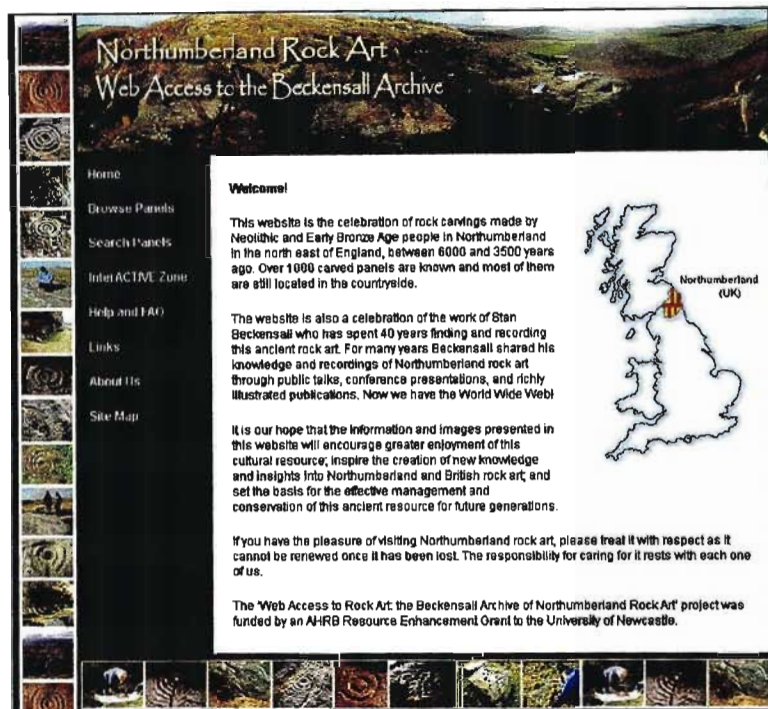 Northumberland Rock Art
Web Access to the Beckensall Archive
Home
Browse Panels
Search Panels
InterACTIVE Zone
Help and FAQ
Links
About Us
Site Map
Welcome!
This website is the celebration of rock carvings made by
Neolithic and Early Bronze Age people in Northumberland
in the north east of England, between 6000 and 3500 years
ago. Over 1000 carved panels are known and most of them
are still located in the countryside.
The website is also a celebration of the work of Stan
Beckensall who has spent 40 years finding and recording
this ancient rock art. For many years Beckensall shared his
knowledge and recordings of Northumberland rock art
through public talks, conference presentations, and richly
illustrated publications. Now we have the World Wide Web!
It is our hope that the information and images presented in
this website will encourage greater enjoyment of this
cultural resource; inspire the creation of new knowledge
and insights into Northumberland and British rock art; and
set the basis for the effective management and
conservation of this ancient resource for future generations.
If you have the pleasure of visiting Northumberland rock art, please treat it with respect as it
cannot be renewed once it has been lost. The responsibility for caring for it rests with each one
of us.
The 'Web Access to Rock Art: the Beckensall Archive of Northumberland Rock Art' project was
funded by an AHRB Resource Enhancement Grant to the University of Newcastle.
Northumberland
(UK)